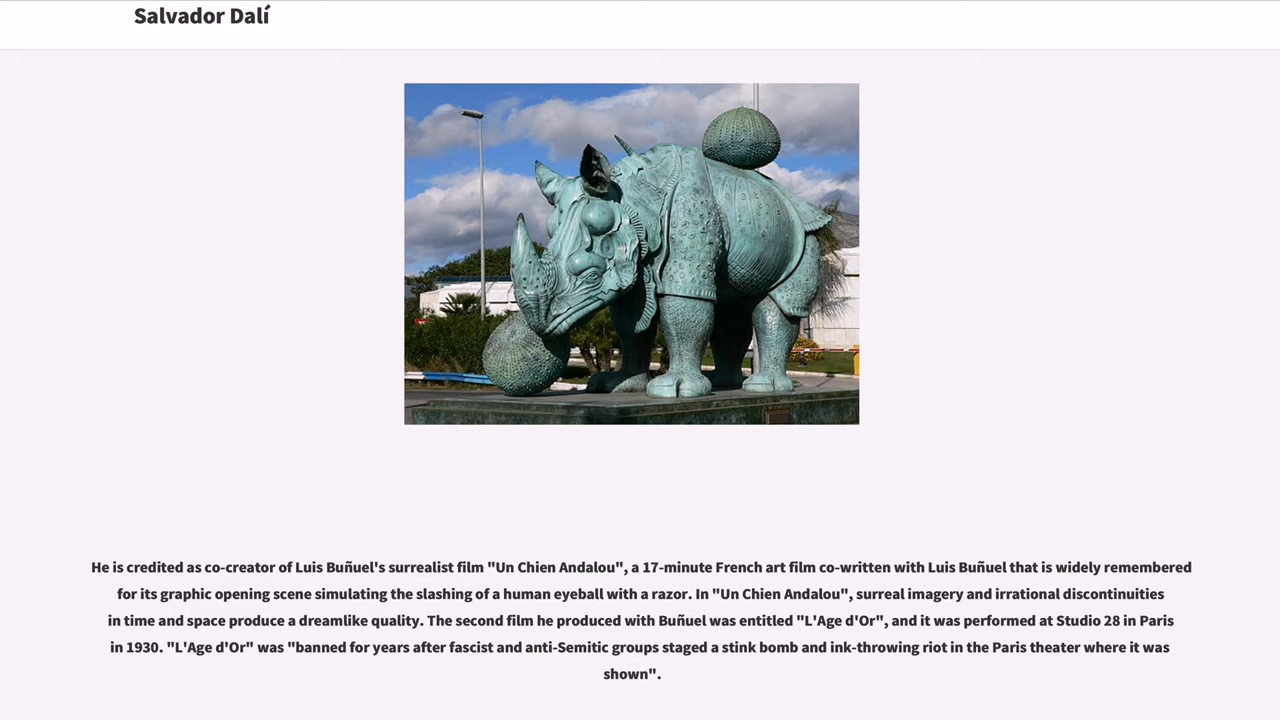 Salvador Dalí
He is credited as co-creator of Luis Buñuel's surrealist film "Un Chien Andalou", a 17-minute French art film co-written with Luis Buñuel that is widely remembered
for its graphic opening scene simulating the slashing of a human eyeball with a razor. In "Un Chien Andalou", surreal imagery and irrational discontinuities
in time and space produce a dreamlike quality. The second film he produced with Buñuel was entitled "L'Age d'Or", and it was performed at Studio 28 in Paris
in 1930. "L'Age d'Or" was "banned for years after fascist and anti-Semitic groups staged a stink bomb and ink-throwing riot in the Paris theater where it was
shown".